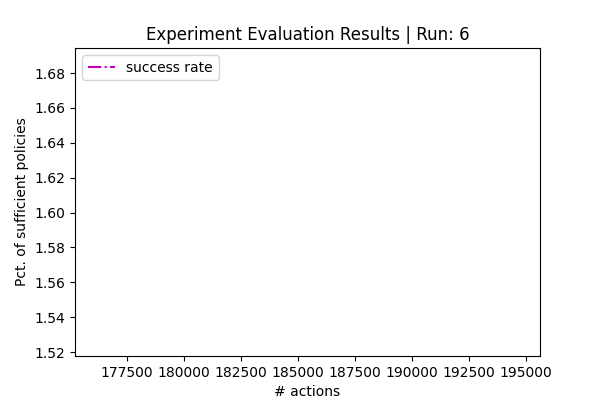 Experiment Evaluation Results | Run: 6
success rate
Pct. of sufficient policies
1.68
1.66
1.64
1.62
1.60
1.58
1.56
1.54
1.52
177500 180000 182500 185000 187500 190000 192500 195000
# actions